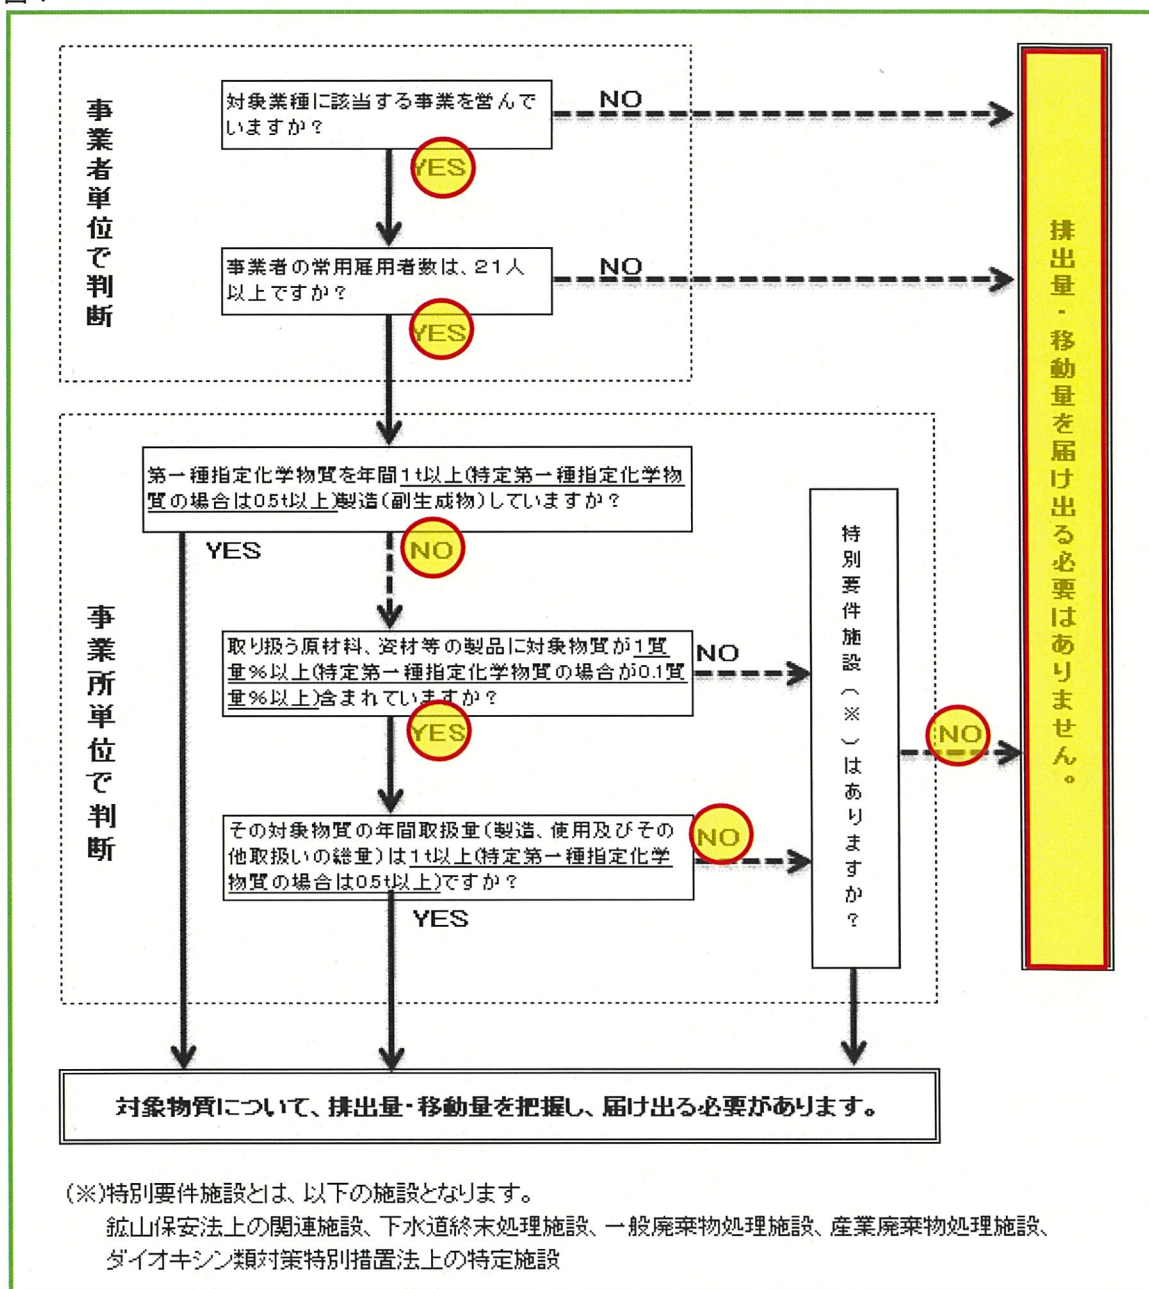 事業者単位で判断
対象業種に該当する事業を営んで
いますか？
NO
YES
事業者の常用雇用者数は、21人
以上ですか？
NO
YES
事業所単位で判断
第一種指定化学物質を年間1t以上(特定第一種指定化学物
質の場合は0.5t以上)製造(副生成物)していますか？
YES
NO
取り扱う原材料、資材等の製品に対象物質が1質
量%以上(特定第一種指定化学物質の場合が0.1質
量%以上)含まれていますか？
NO
YES
その対象物質の年間取扱量(製造、使用及びその
他取扱いの総量)は1t以上(特定第一種指定化学
物質の場合は0.5t以上)ですか？
NO
YES
特別要件施設(※)はありますか？
NO
排出量・移動量を届け出る必要はありません。
対象物質について、排出量・移動量を把握し、届け出る必要があります。
(※)特別要件施設とは、以下の施設となります。
鉱山保安法上の関連施設、下水道終末処理施設、一般廃棄物処理施設、産業廃棄物処理施設、
ダイオキシン類対策特別措置法上の特定施設